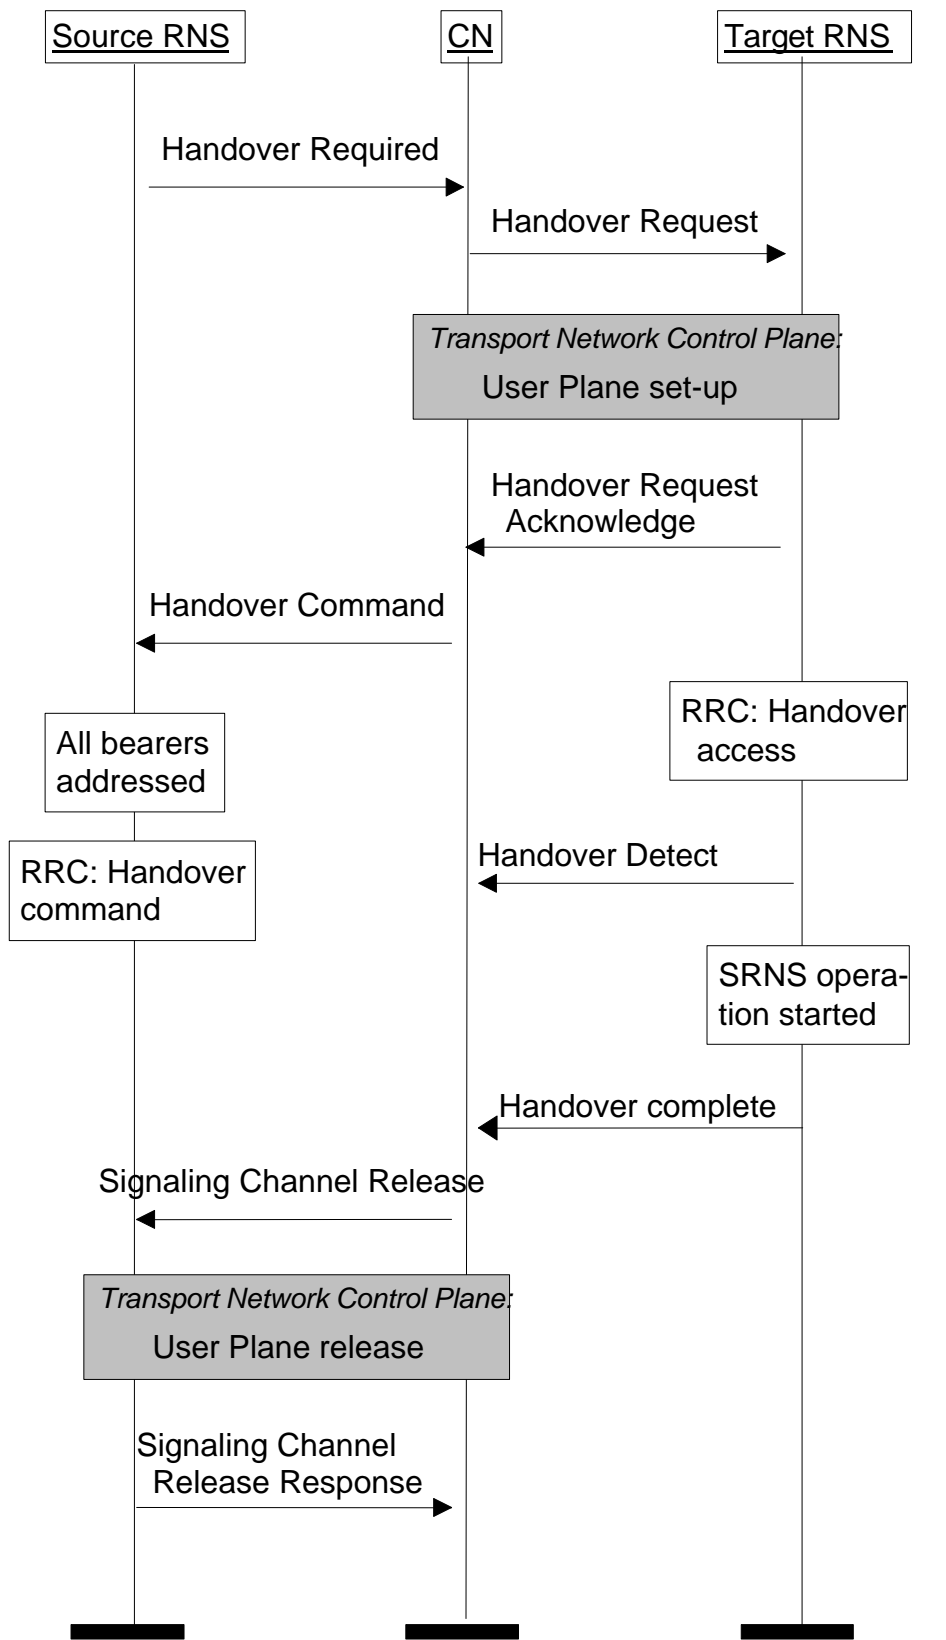 Source RNS
CN
Target RNS
Handover Required
Handover Request
Transport Network Control Plane:
User Plane set-up
Handover Request
Acknowledge
Handover Command
RRC: Handover
access
All bearers
addressed
Handover Detect
RRC: Handover
command
SRNS opera-
tion started
Handover complete
Signaling Channel Release
Transport Network Control Plane:
User Plane release
Signaling Channel
Release Response